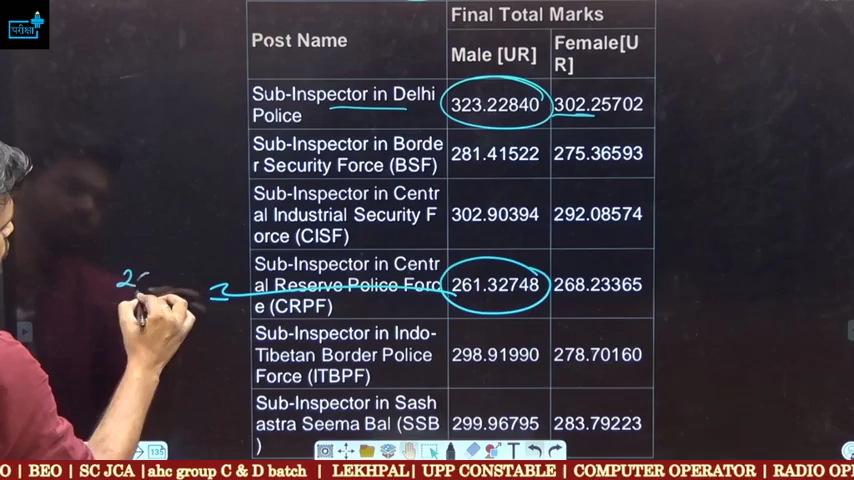 परीक्षा
Final Total Marks
Post Name
Male [UR]
Female[U
R]
Sub-Inspector in Delhi
Police
323.22840
302.25702
Sub-Inspector in Borde
r Security Force (BSF)
281.41522
275.36593
Sub-Inspector in Centr
al Industrial Security F
orce (CISF)
302.90394
292.08574
Sub-Inspector in Centr
al Reserve Police Forc
e (CRPF)
261.32748
268.23365
2
Sub-Inspector in Indo-
Tibetan Border Police
Force (ITBPF)
298.91990
278.70160
Sub-Inspector in Sash
astra Seema Bal (SSB
)
299.96795
283.79223
135
O | BEO | SC JCA |ahc group C & D batch | LEKHPAL| UPP CONSTABLE | COMPUTER OPERATOR | RADIO OPE